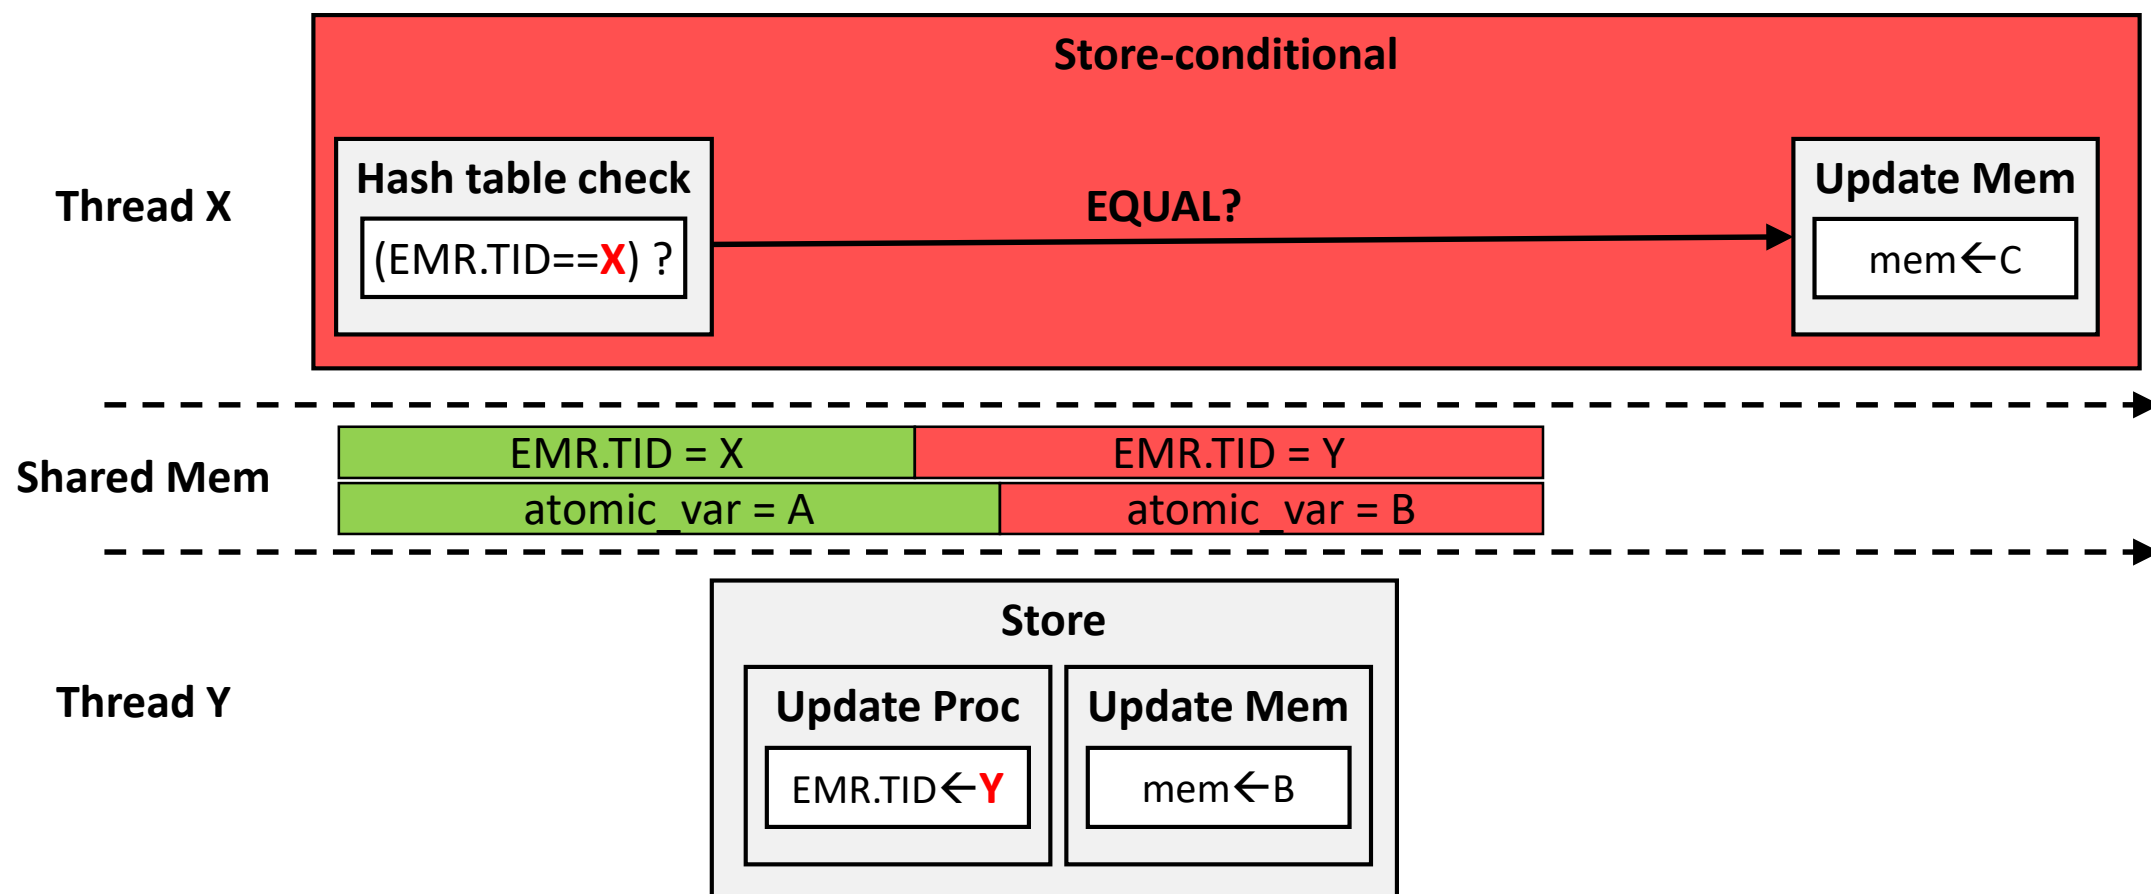 Store-conditional
Thread X
Hash table check
(EMR.TID==X) ?
EQUAL?
Update Mem
mem←C
Shared Mem
EMR.TID = X
EMR.TID = Y
atomic_var = A
atomic_var = B
Thread Y
Store
Update Proc
EMR.TID←Y
Update Mem
mem←B